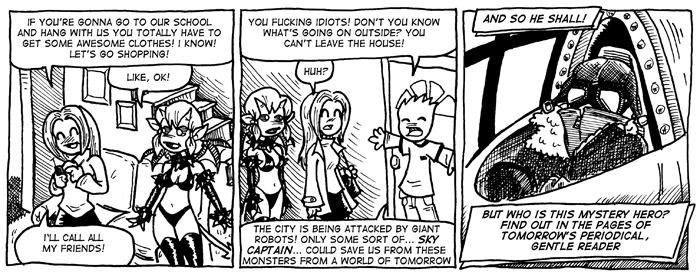 IF YOU'RE GONNA GO TO OUR SCHOOL
AND HANG WITH US YOU TOTALLY HAVE TO
GET SOME AWESOME CLOTHES! I KNOW!
LET'S GO SHOPPING!
LIKE, OK!
I'LL CALL ALL
MY FRIENDS!
YOU FUCKING IDIOTS! DON'T YOU KNOW
WHAT'S GOING ON OUTSIDE? YOU
CAN'T LEAVE THE HOUSE!
HUH?
THE CITY IS BEING ATTACKED BY GIANT
ROBOTS! ONLY SOME SORT OF... SKY
CAPTAIN... COULD SAVE US FROM THESE
MONSTERS FROM A WORLD OF TOMORROW
AND SO HE SHALL!
BUT WHO IS THIS MYSTERY HERO?
FIND OUT IN THE PAGES OF
TOMORROW'S PERIODICAL,
GENTLE READER